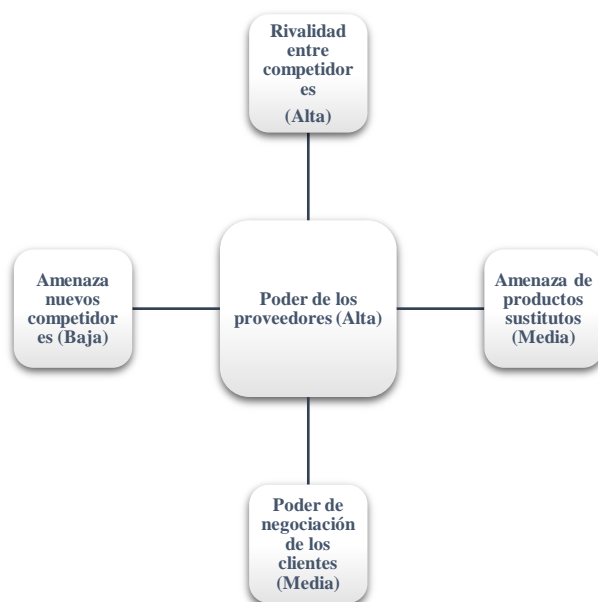 Rivalidad
entre
competidor
es
(Alta)
Amenaza
nuevos
competidor
es (Baja)
Poder de los
proveedores (Alta)
Amenaza de
productos
sustitutos
(Media)
Poder de
negociación
de los
clientes
(Media)